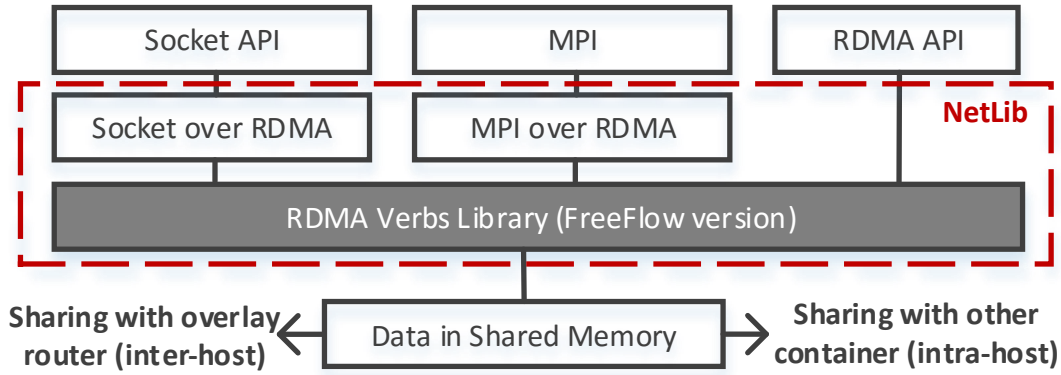 Socket API
MPI
RDMA API
NetLib
Socket over RDMA
MPI over RDMA
RDMA Verbs Library (FreeFlow version)
Sharing with overlay
router (inter-host)
Data in Shared Memory
Sharing with other
container (intra-host)